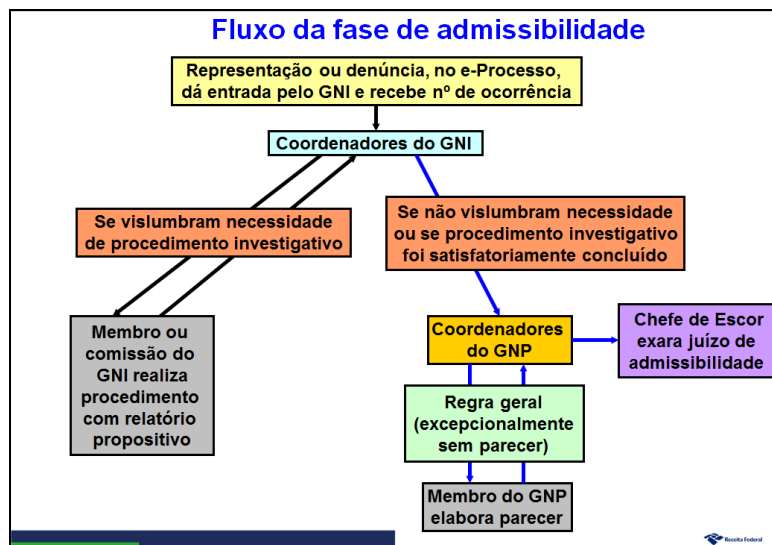 Fluxo da fase de admissibilidade
Representação ou denúncia, no e-Processo,
dá entrada pelo GNI e recebe nº de ocorrência
Coordenadores do GNI
Se vislumbram necessidade
de procedimento investigativo
Se não vislumbram necessidade
ou se procedimento investigativo
foi satisfatoriamente concluído
Membro ou
comissão do
GNI realiza
procedimento
com relatório
propositivo
Coordenadores
do GNP
Chefe de Escor
exara juízo de
admissibilidade
Regra geral
(excepcionalmente
sem parecer)
Membro do GNP
elabora parecer
Receita Federal